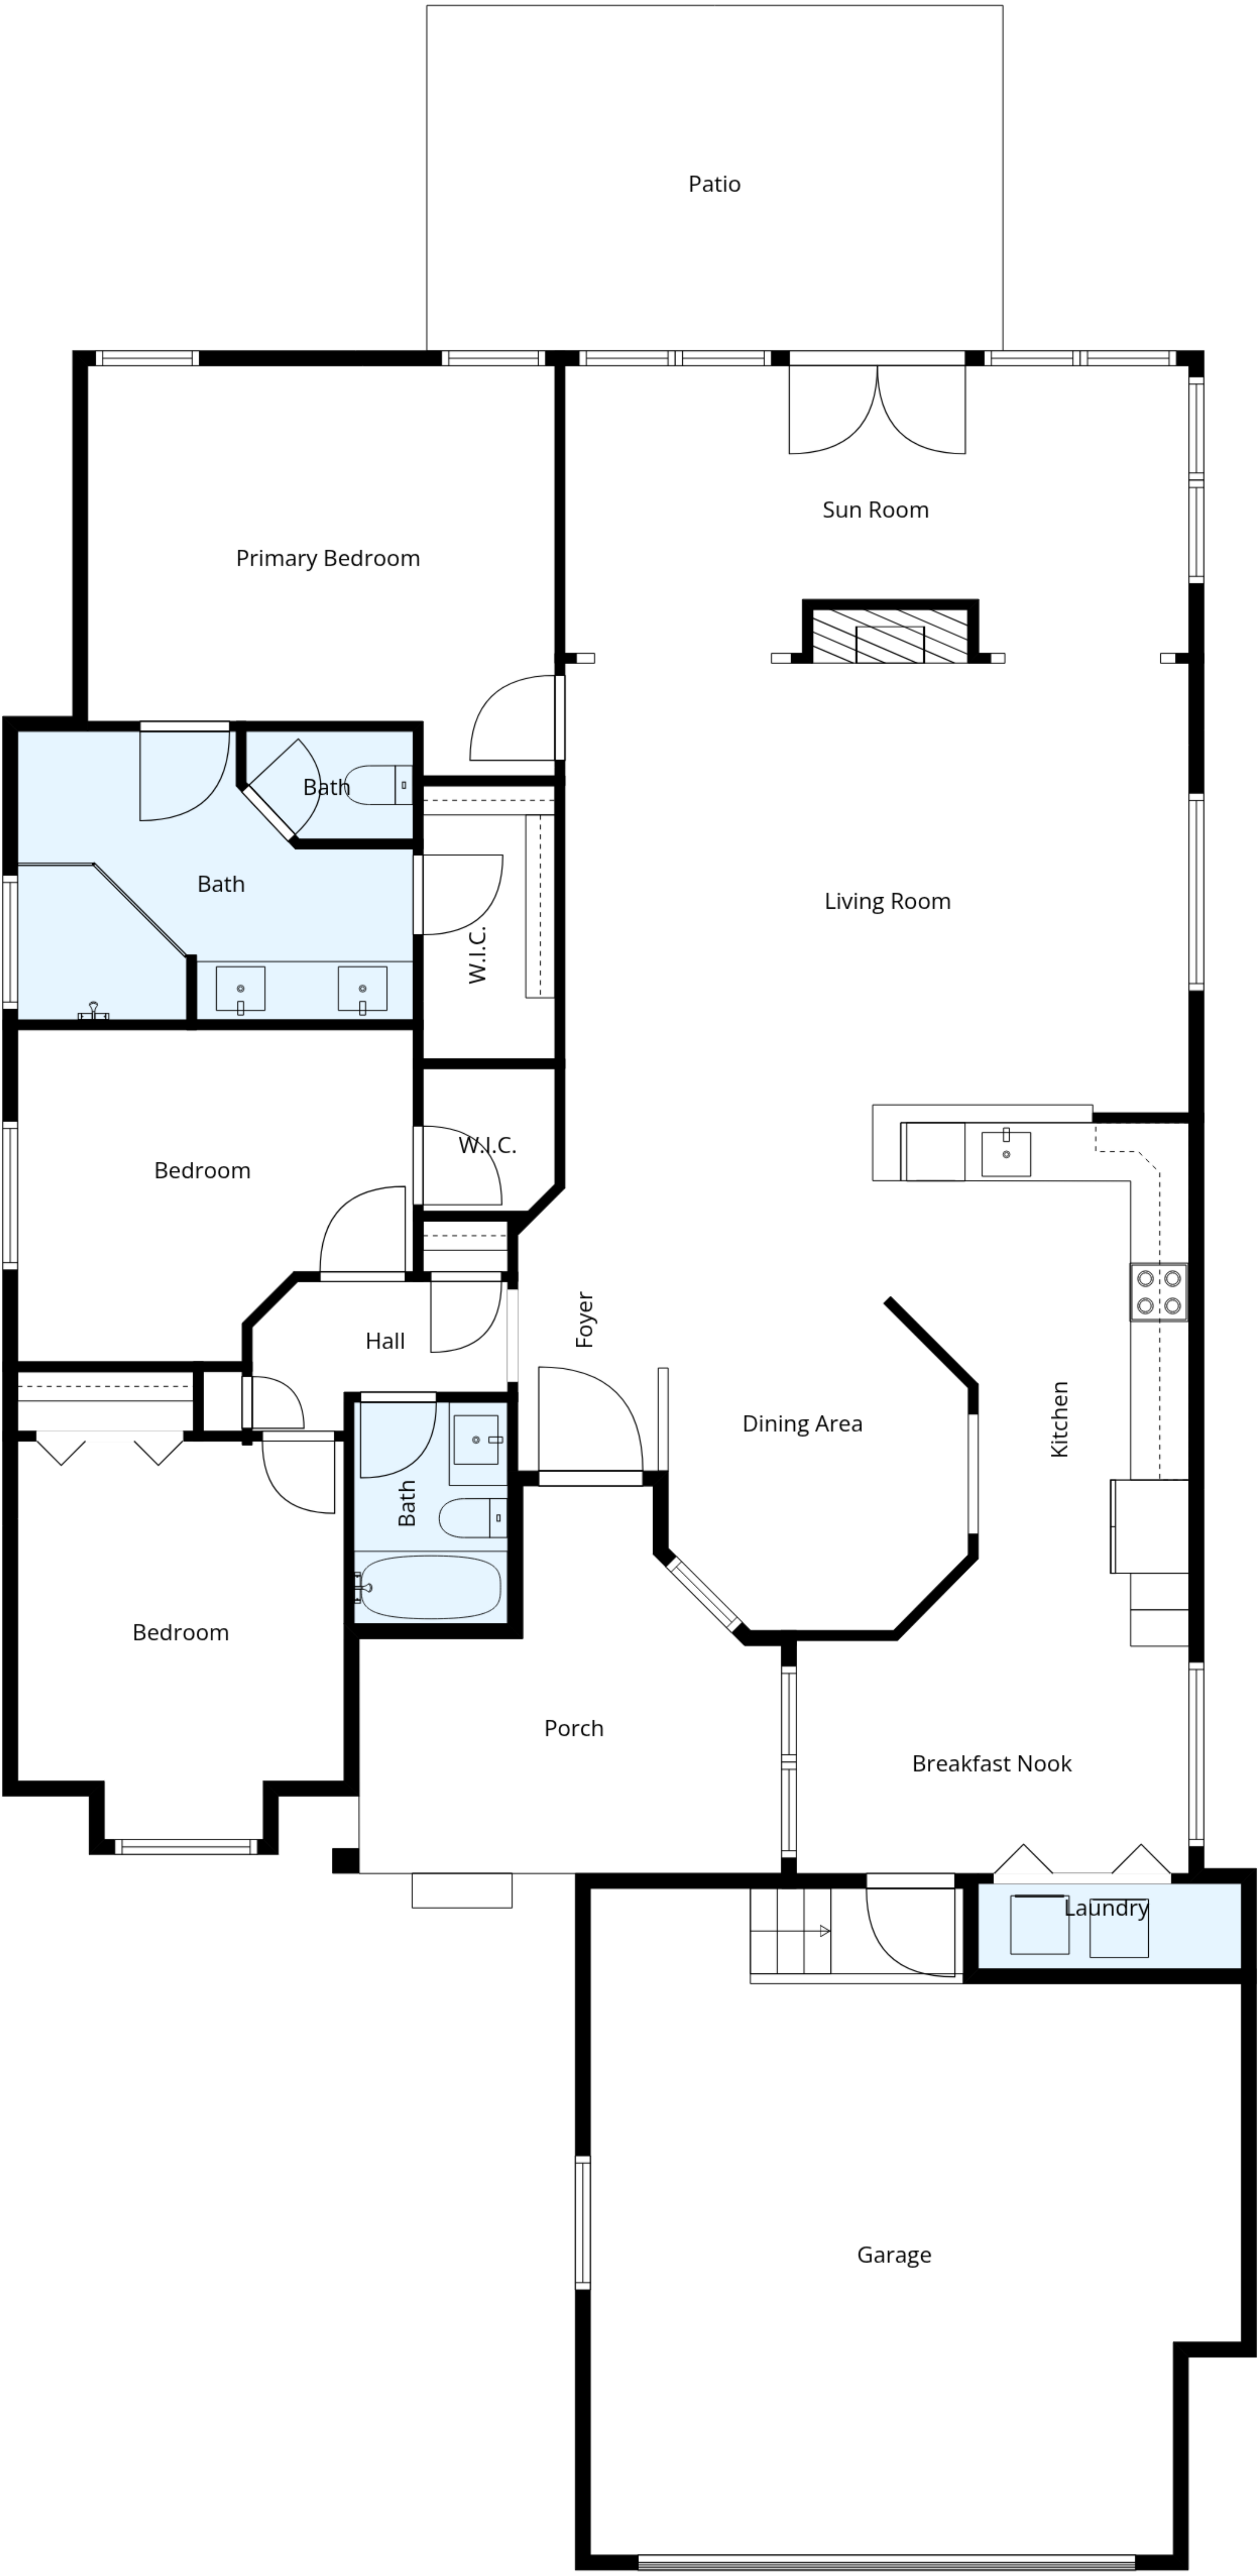 Patio
Sun Room
Primary Bedroom
Bath
Bath
Living Room
W.I.C.
W.I.C.
Bedroom
Foyer
Hall
Dining Area
Kitchen
Bath
Bedroom
Porch
Breakfast Nook
Laundry
Garage